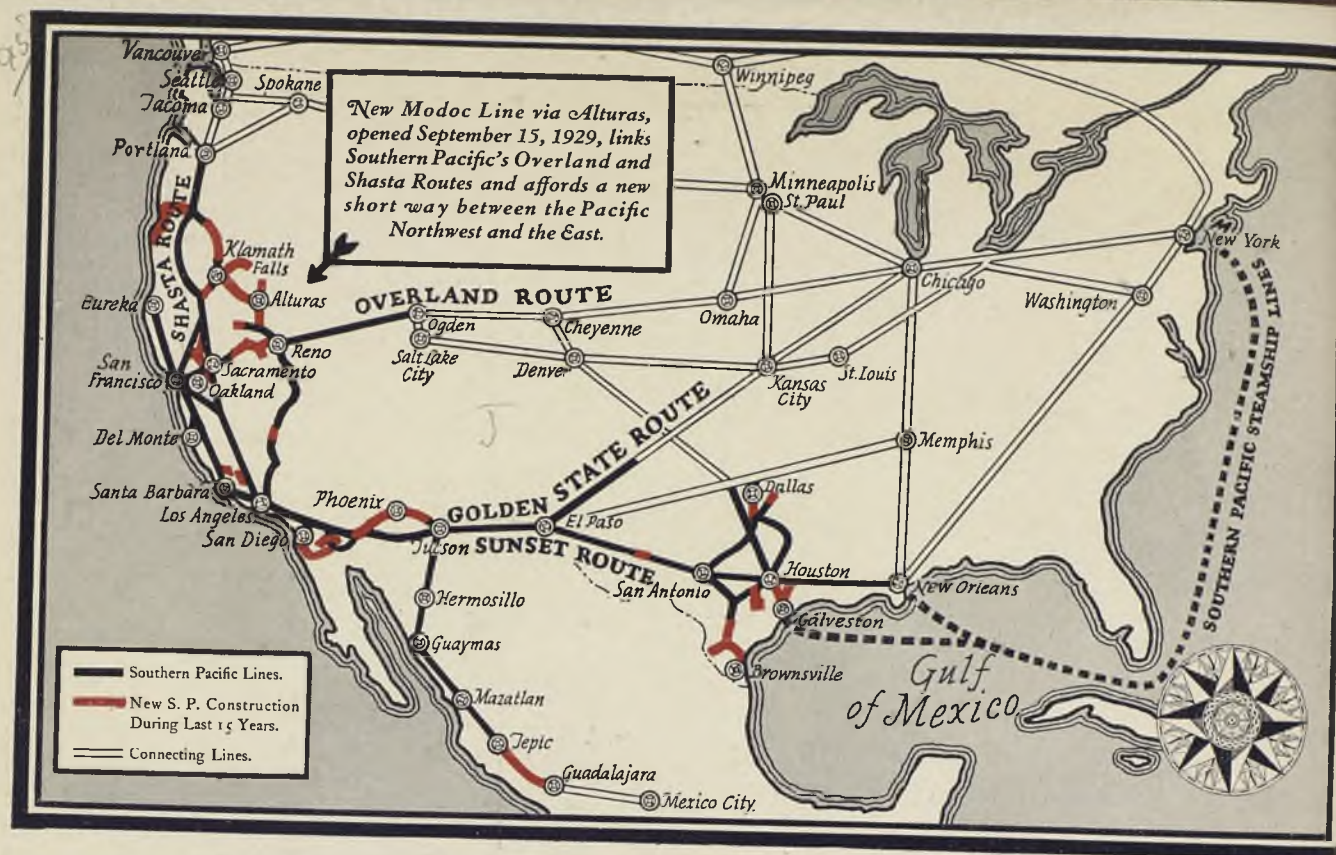 Vancouver
Seattle
Spokane
Tacoma
Portland
Winnipeg
New Modoc Line via Alturas,
opened September 15, 1929, links
Southern Pacific's Overland and
Shasta Routes and affords a new
short way between the Pacific
Northwest and the East.
Minneapolis
St. Paul
SHASTA ROUTE
Klamath
Falls
New York
Chicago
Washington
Eureka
Alturas
OVERLAND ROUTE
Ogden
Cheyenne
Omaha
Reno
Salt Lake
City
Denver
San
Francisco
Sacramento
Oakland
Kansas
City
St. Louis
Del Monte
Memphis
Santa Barbara
Los Angeles
San Diego
Phoenix
Tucson
GOLDEN STATE ROUTE
SUNSET ROUTE
El Paso
Dallas
San Antonio
Houston
New Orleans
Galveston
Brownsville
SOUTHERN PACIFIC STEAMSHIP LINES
Hermosillo
Guaymas
Mazatlan
Tepic
Guadalajara
Mexico City.
Gulf
of Mexico
Southern Pacific Lines.
New S. P. Construction
During Last 15 Years.
Connecting Lines.